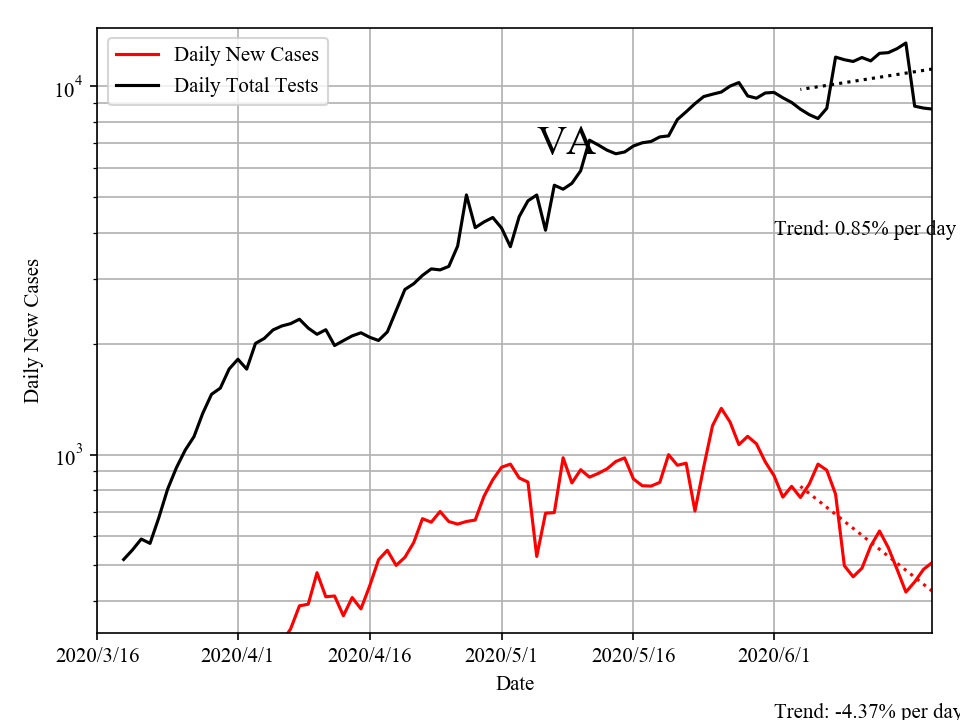 Daily New Cases
Daily Total Tests
VA
Trend: 0.85% per day
Daily New Cases
10^4
10^3
2020/3/16
2020/4/1
2020/4/16
2020/5/1
2020/5/16
2020/6/1
Date
Trend: -4.37% per day